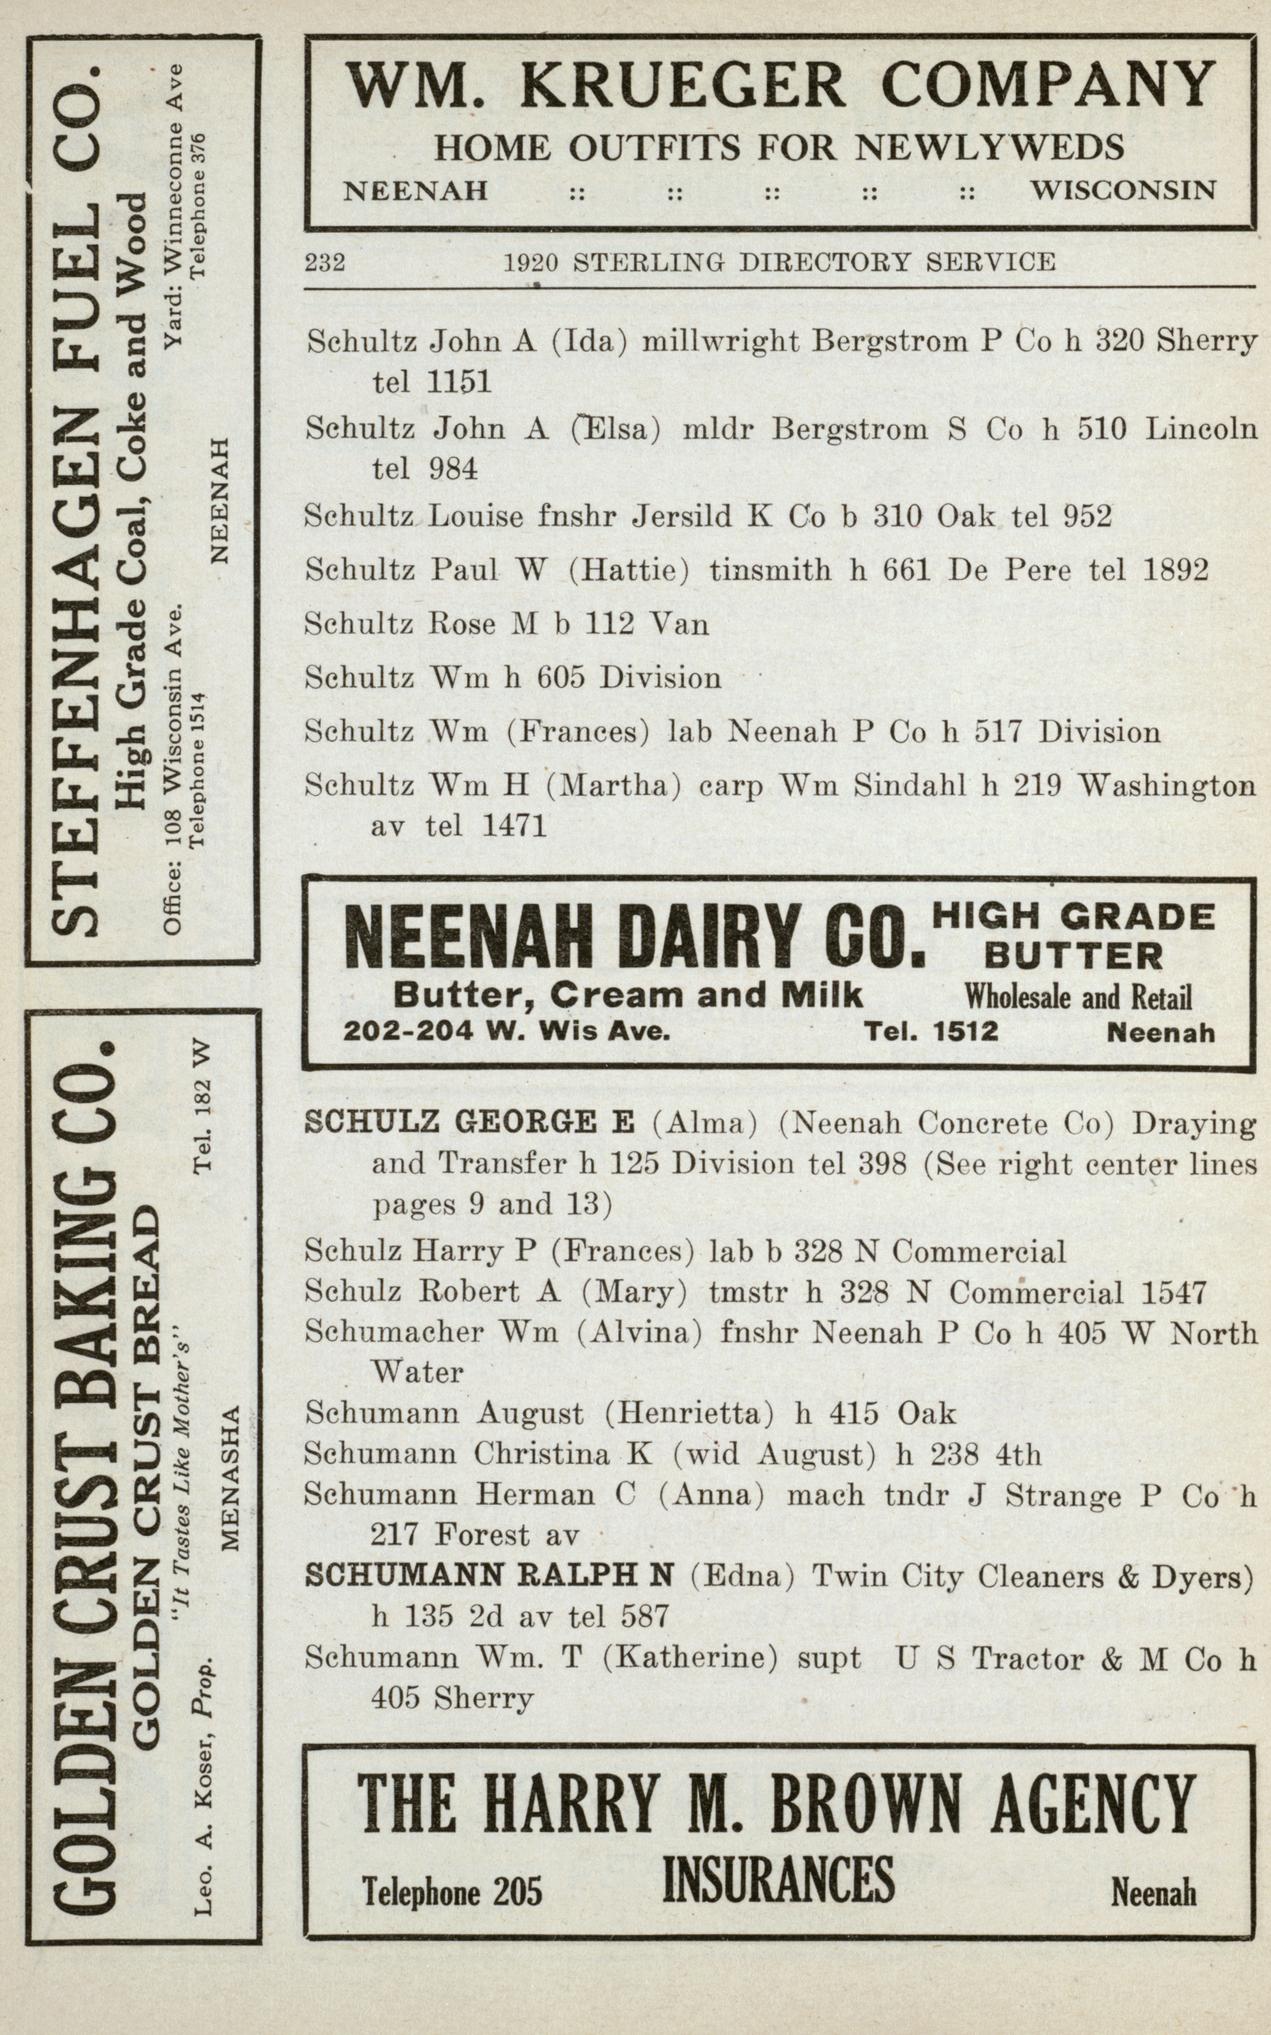 WM. KRUEGER COMPANY
HOME OUTFITS FOR NEWLYWEDS
NEENAH :: :: :: :: :: WISCONSIN
232 1920 STERLING DIRECTORY SERVICE
Schultz John A (Ida) millwright Bergstrom P Co h 320 Sherry
tel 1151
Schultz John A (Elsa) mldr Bergstrom S Co h 510 Lincoln
tel 984
Schultz Louise fnshr Jersild K Co b 310 Oak tel 952
Schultz Paul W (Hattie) tinsmith h 661 De Pere tel 1892
Schultz Rose M b 112 Van
Schultz Wm h 605 Division
Schultz Wm (Frances) lab Neenah P Co h 517 Division
Schultz Wm H (Martha) carp Wm Sindahl h 219 Washington
av tel 1471
NEENAH DAIRY CO. HIGH GRADE
BUTTER
Butter, Cream and Milk Wholesale and Retail
202-204 W. Wis Ave. Tel. 1512 Neenah
SCHULZ GEORGE E (Alma) (Neenah Concrete Co) Draying
and Transfer h 125 Division tel 398 (See right center lines
pages 9 and 13)
Schulz Harry P (Frances) lab b 328 N Commercial
Schulz Robert A (Mary) tmstr h 328 N Commercial 1547
Schumacher Wm (Alvina) fnshr Neenah P Co h 405 W North
Water
Schumann August (Henrietta) h 415 Oak
Schumann Christina K (wid August) h 238 4th
Schumann Herman C (Anna) mach tndr J Strange P Co h
217 Forest av
SCHUMANN RALPH N (Edna) Twin City Cleaners & Dyers)
h 135 2d av tel 587
Schumann Wm. T (Katherine) supt U S Tractor & M Co h
405 Sherry
THE HARRY M. BROWN AGENCY
Telephone 205 INSURANCES Neenah
STEFFENHAGEN FUEL CO.
High Grade Coal, Coke and Wood
Office: 108 Wisconsin Ave. Yard: Winneconne Ave
Telephone 1514 Telephone 376
NEENAH
GOLDEN CRUST BAKING CO.
GOLDEN CRUST BREAD
"It Tastes Like Mother's"
Leo. A. Koser, Prop. Tel. 182 W
MENASHA